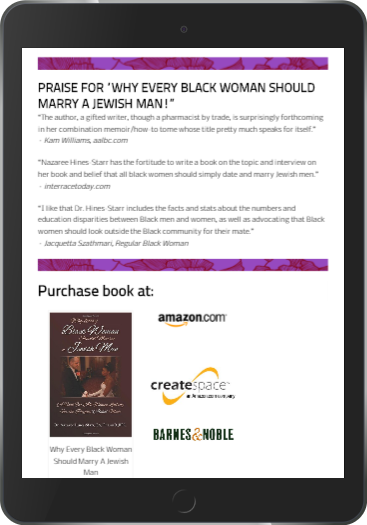 PRAISE FOR "WHY EVERY BLACK WOMAN SHOULD
MARRY A JEWISH MAN!"
"The author, a gifted writer, though a pharmacist by trade, is surprisingly forthcoming
in her combination memoir/how-to tome whose title pretty much speaks for itself."
- Kam Williams, aalbc.com
"Nazaree Hines-Starr has the fortitude to write a book on the topic and interview on
her book and belief that all black women should simply date and marry Jewish men."
- interracetoday.com
"I like that Dr. Hines-Starr includes the facts and stats about the numbers and
education disparities between Black men and women, as well as advocating that Black
women should look outside the Black community for their mate."
- Jacquetta Szathmari, Regular Black Woman
Purchase book at:
amazon.com
Black Woman
Jewish Man
createspace
an Amazon.com company
BARNES&NOBLE
Why Every Black Woman
Should Marry A Jewish
Man